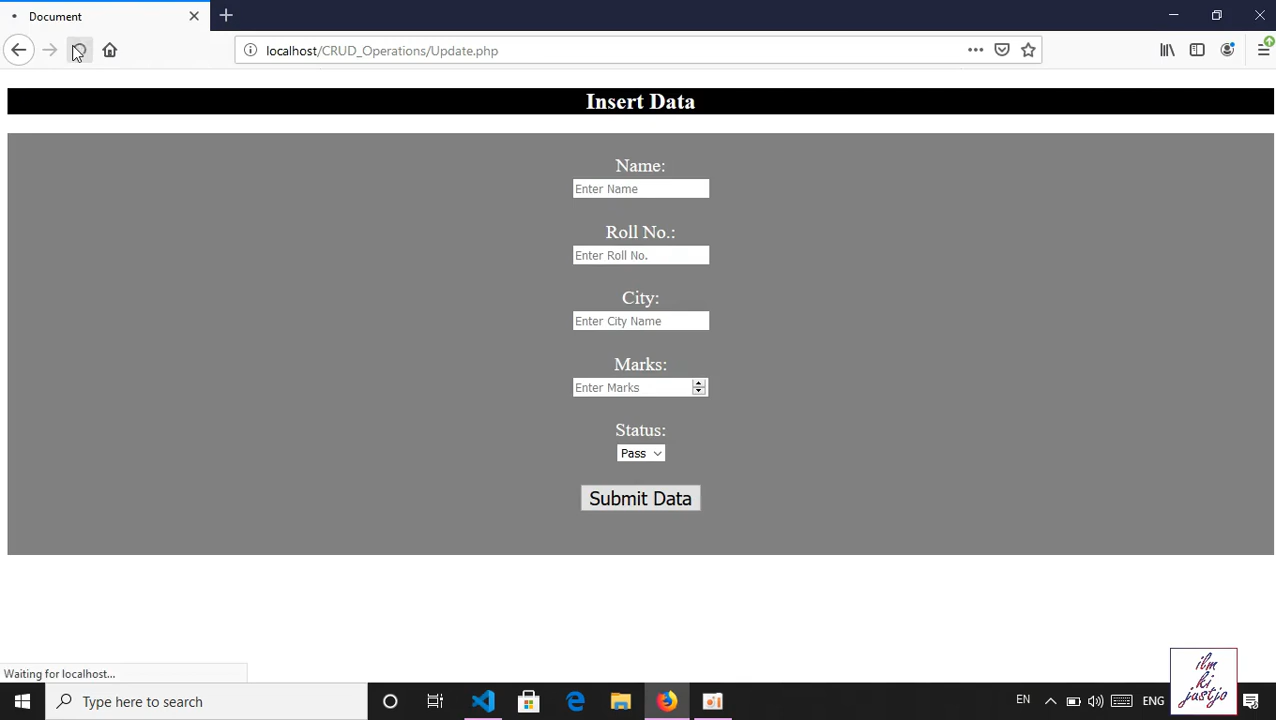 Document
localhost/CRUD_Operations/Update.php
Insert Data
Name:
Enter Name
Roll No.:
Enter Roll No.
City:
Enter City Name
Marks:
Enter Marks
Status:
Pass
Submit Data
Waiting for localhost...
ilm
ki
justjo
Type here to search
EN
ENG